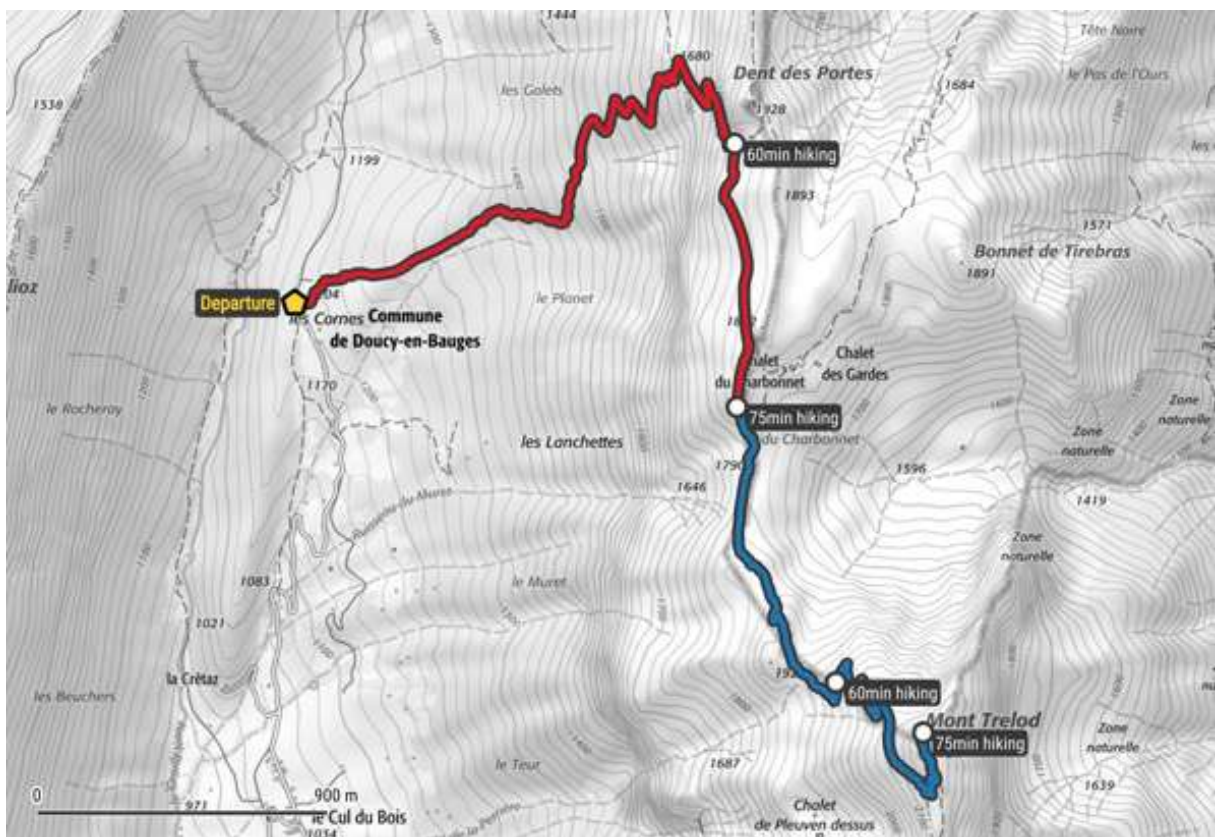 1444
1680
Tête Noire
Dent des Portes
le Pas de l'Ours
les Golets
1538
1684
1928
60min hiking
1199
1893
1571
Bonnet de Tirebras
1891
lioz
Departure
les Cornes
Commune
de Doucy-en-Bauges
le Planet
Chalet
des Gardes
du Charbonnet
75min hiking
du Charbonnet
1170
le Rocheray
les Lanchettes
Zone
naturelle
Zone
naturelle
1790
1596
1646
1419
Ruisseau du Muret
Zone
naturelle
1083
le Muret
1021
la Crêtaz
les Beuchers
60min hiking
Mont Trelod
75min hiking
Zone
naturelle
le Teur
1687
1639
0
900 m
971
le Cul du Bois
1034
Chalet
de Pleuven dessus